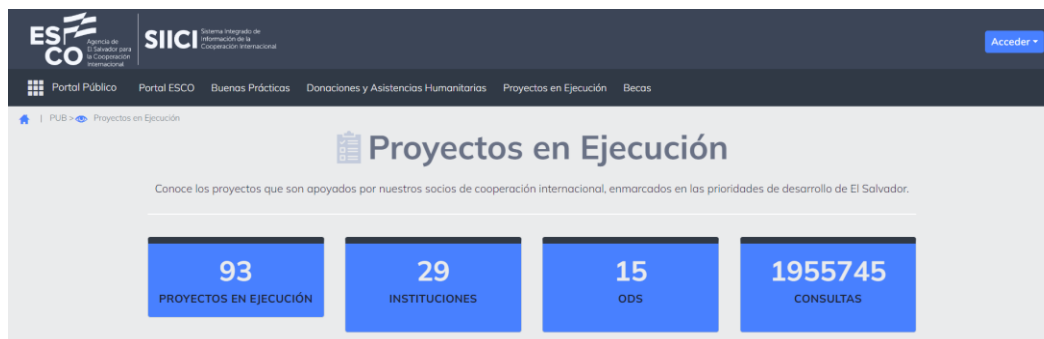 ESCO
Agencia de
El Salvador para
la Cooperación
Internacional
SIICI
Sistema Integrado de
Información de la
Cooperación Internacional
Acceder
Portal Público Portal ESCO Buenas Prácticas Donaciones y Asistencias Humanitarias Proyectos en Ejecución Becas
| PUB > Proyectos en Ejecución
Proyectos en Ejecución
Conoce los proyectos que son apoyados por nuestros socios de cooperación internacional, enmarcados en las prioridades de desarrollo de El Salvador.
93 29 15 1955745
PROYECTOS EN EJECUCIÓN INSTITUCIONES ODS CONSULTAS